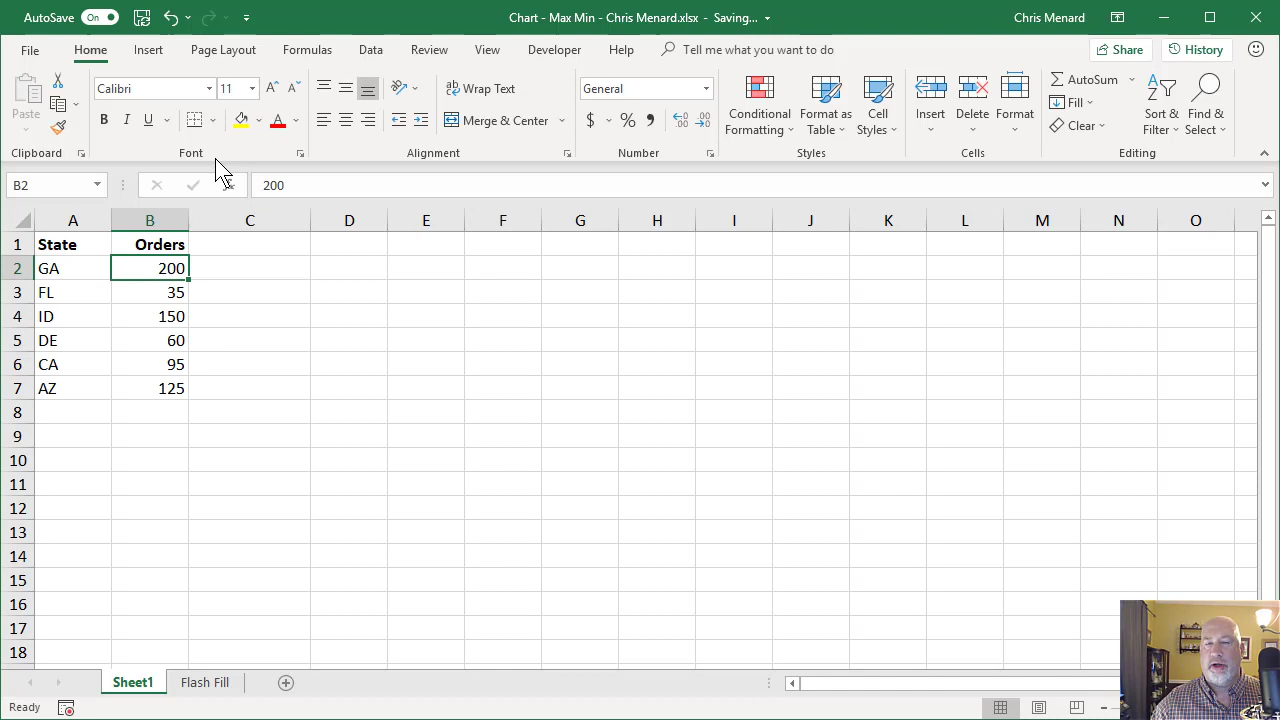 AutoSave On Chart - Max Min - Chris Menard.xlsx - Saving... Chris Menard
File Home Insert Page Layout Formulas Data Review View Developer Help Tell me what you want to do Share History
Paste Calibri 11 A A Wrap Text General Conditional Formatting Format as Table Cell Styles Insert Delete Format AutoSum Fill Clear Sort & Filter Find & Select
B I U A Merge & Center $ % ,
Clipboard Font Alignment Number Styles Cells Editing
B2 200
A B C D E F G H I J K L M N O
1 State Orders
2 GA 200
3 FL 35
4 ID 150
5 DE 60
6 CA 95
7 AZ 125
8
9
10
11
12
13
14
15
16
17
18
Sheet1 Flash Fill
Ready